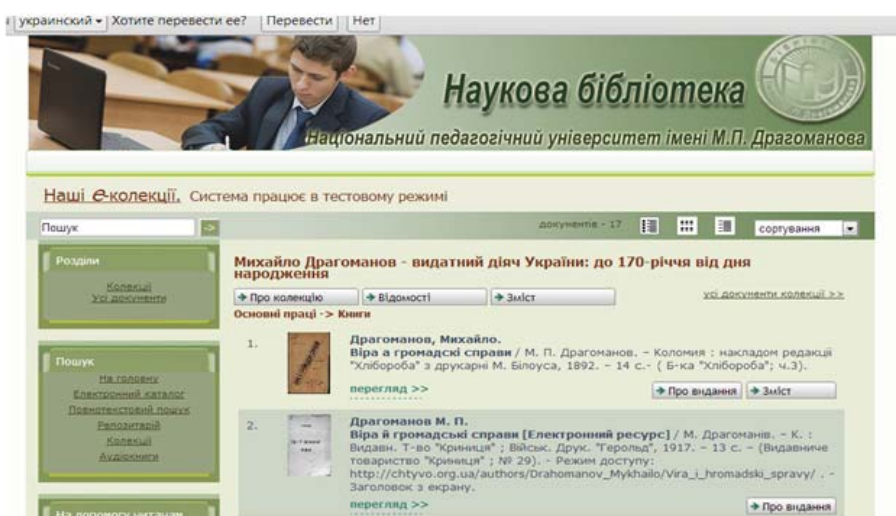 украинский Хотите перевести ее? Перевести Нет
Наукова бібліотека
Національний педагогічний університет імені М.П. Драгоманова
Наші е-колекції. Система працює в тестовому режимі
Пошук
документів - 17
сортування
Розділи
Колекції
Усі документи
Пошук
На головну
Електронний каталог
Повнотекстовий пошук
Репозитарій
Колекції
Аудіокниги
На допомогу читачам
Михайло Драгоманов - видатний діяч України: до 170-річчя від дня
народження
Про колекцію Відомості Зміст усі документи колекції >>
Основні праці -> Книги
1.
Драгоманов, Михайло.
Віра а громадскі справи / М. П. Драгоманов. – Коломия : накладом редакції
"Хлібороба" з друкарні М. Білоуса, 1892. – 14 с.- ( Б-ка "Хлібороба"; ч.3).
перегляд >>
Про видання Зміст
2.
Драгоманов М. П.
Віра й громадські справи [Електронний ресурс] / М. Драгоманів. – К. :
Видавн. Т-во "Криниця" ; Військ. Друк. "Герольд", 1917. – 13 с. – (Видавниче
товариство "Криниця" ; № 29). - Режим доступу:
http://chtyvo.org.ua/authors/Drahomanov_Mykhailo/Vira_i_hromadski_spravy/ . -
Заголовок з екрану.
перегляд >>
Про видання